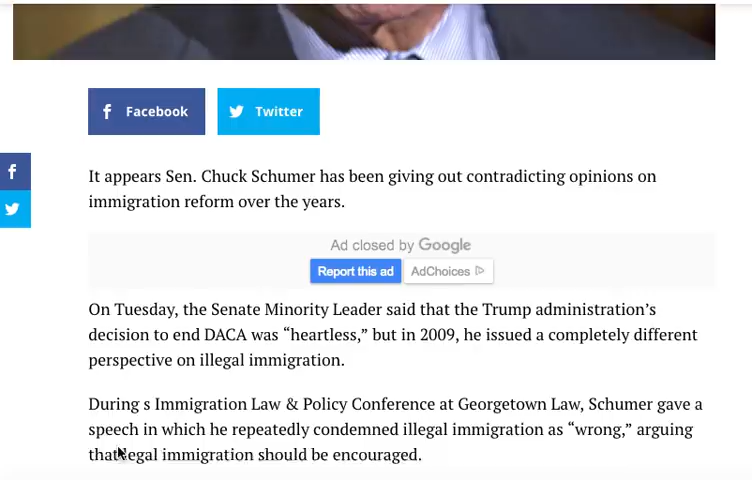 Facebook
Twitter
It appears Sen. Chuck Schumer has been giving out contradicting opinions on
immigration reform over the years.
Ad closed by Google
Report this ad
AdChoices
On Tuesday, the Senate Minority Leader said that the Trump administration’s
decision to end DACA was “heartless,” but in 2009, he issued a completely different
perspective on illegal immigration.
During s Immigration Law & Policy Conference at Georgetown Law, Schumer gave a
speech in which he repeatedly condemned illegal immigration as “wrong,” arguing
that legal immigration should be encouraged.